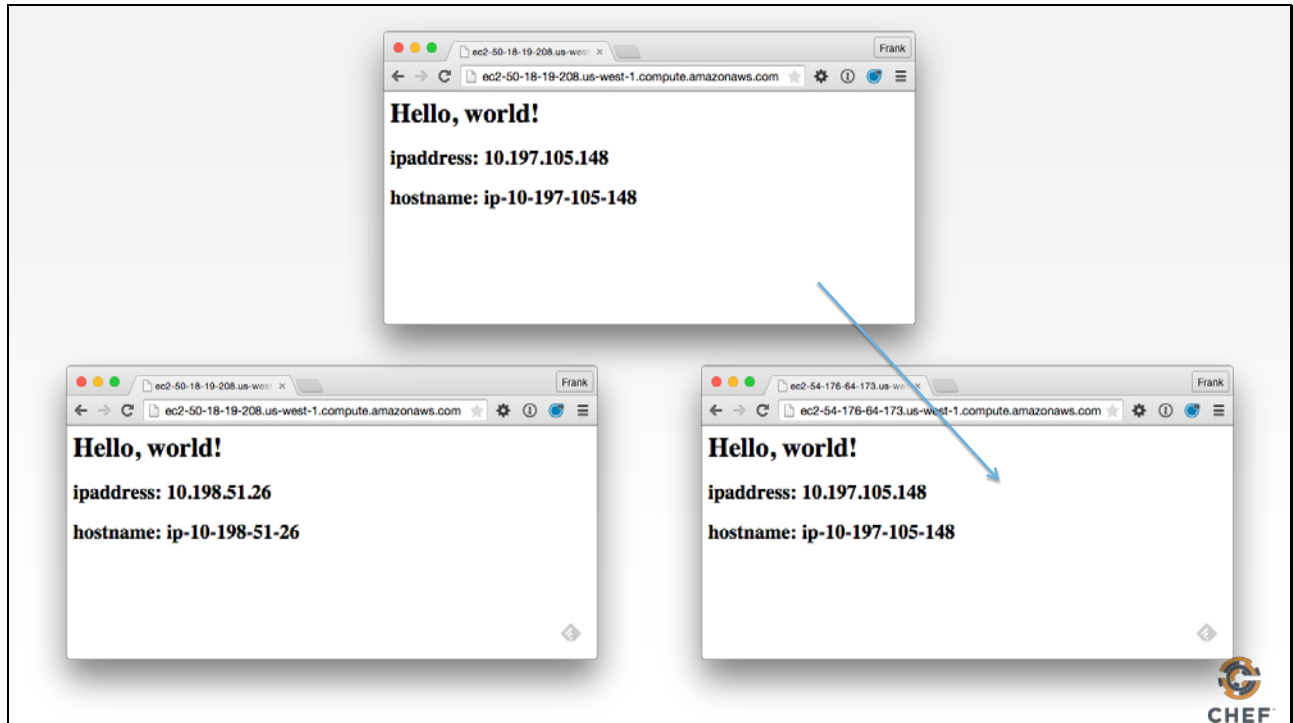 ec2-50-18-19-208.us-west
Frank
ec2-50-18-19-208.us-west-1.compute.amazonaws.com
Hello, world!
ipaddress: 10.197.105.148
hostname: ip-10-197-105-148
ec2-50-18-19-208.us-west
Frank
ec2-50-18-19-208.us-west-1.compute.amazonaws.com
Hello, world!
ipaddress: 10.198.51.26
hostname: ip-10-198-51-26
ec2-54-176-64-173.us-we
Frank
ec2-54-176-64-173.us-west-1.compute.amazonaws.com
Hello, world!
ipaddress: 10.197.105.148
hostname: ip-10-197-105-148
CHEF